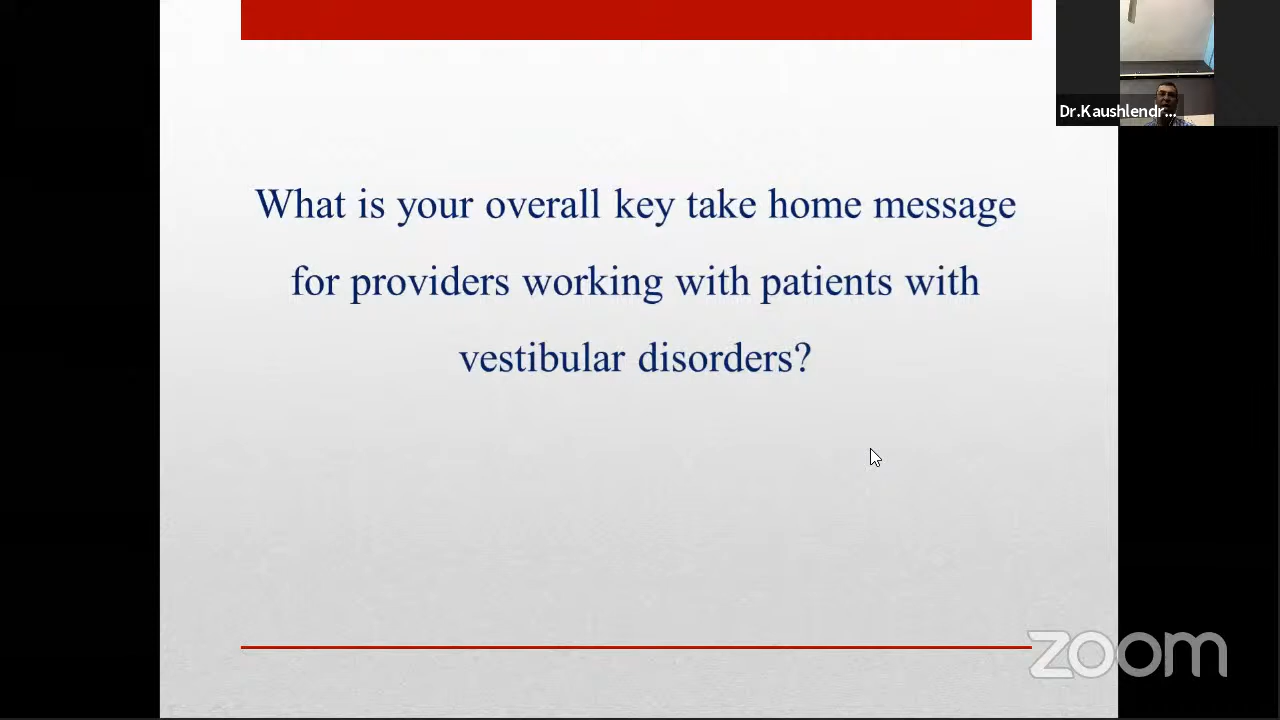 Dr.Kaushlendr...
What is your overall key take home message
for providers working with patients with
vestibular disorders?
zoom